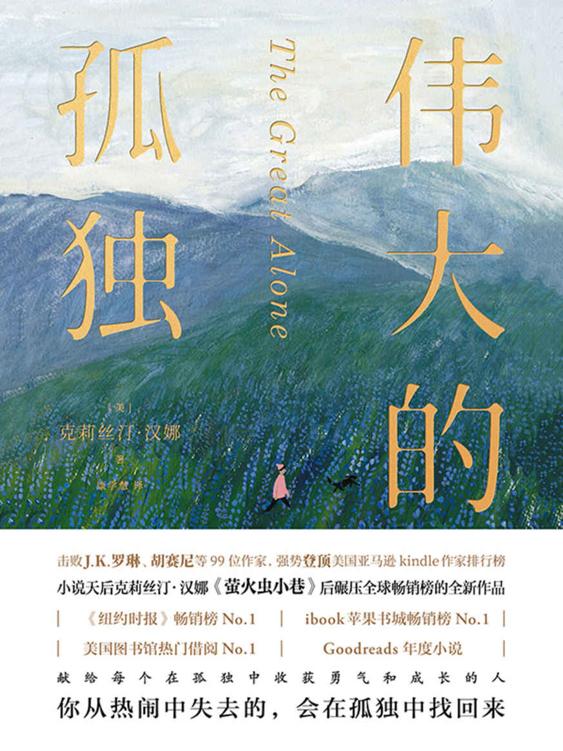 伟大的
孤独
The Great Alone
[美]
克莉丝汀·汉娜
著
康学慧 译
击败J.K.罗琳、胡赛尼等99位作家，强势登顶美国亚马逊kindle作家排行榜
小说天后克莉丝汀·汉娜《萤火虫小巷》后碾压全球畅销榜的全新作品
《纽约时报》畅销榜 No.1
ibook苹果书城畅销榜 No.1
美国图书馆热门借阅 No.1
Goodreads 年度小说
献给每个在孤独中收获勇气和成长的人
你从热闹中失去的，会在孤独中找回来